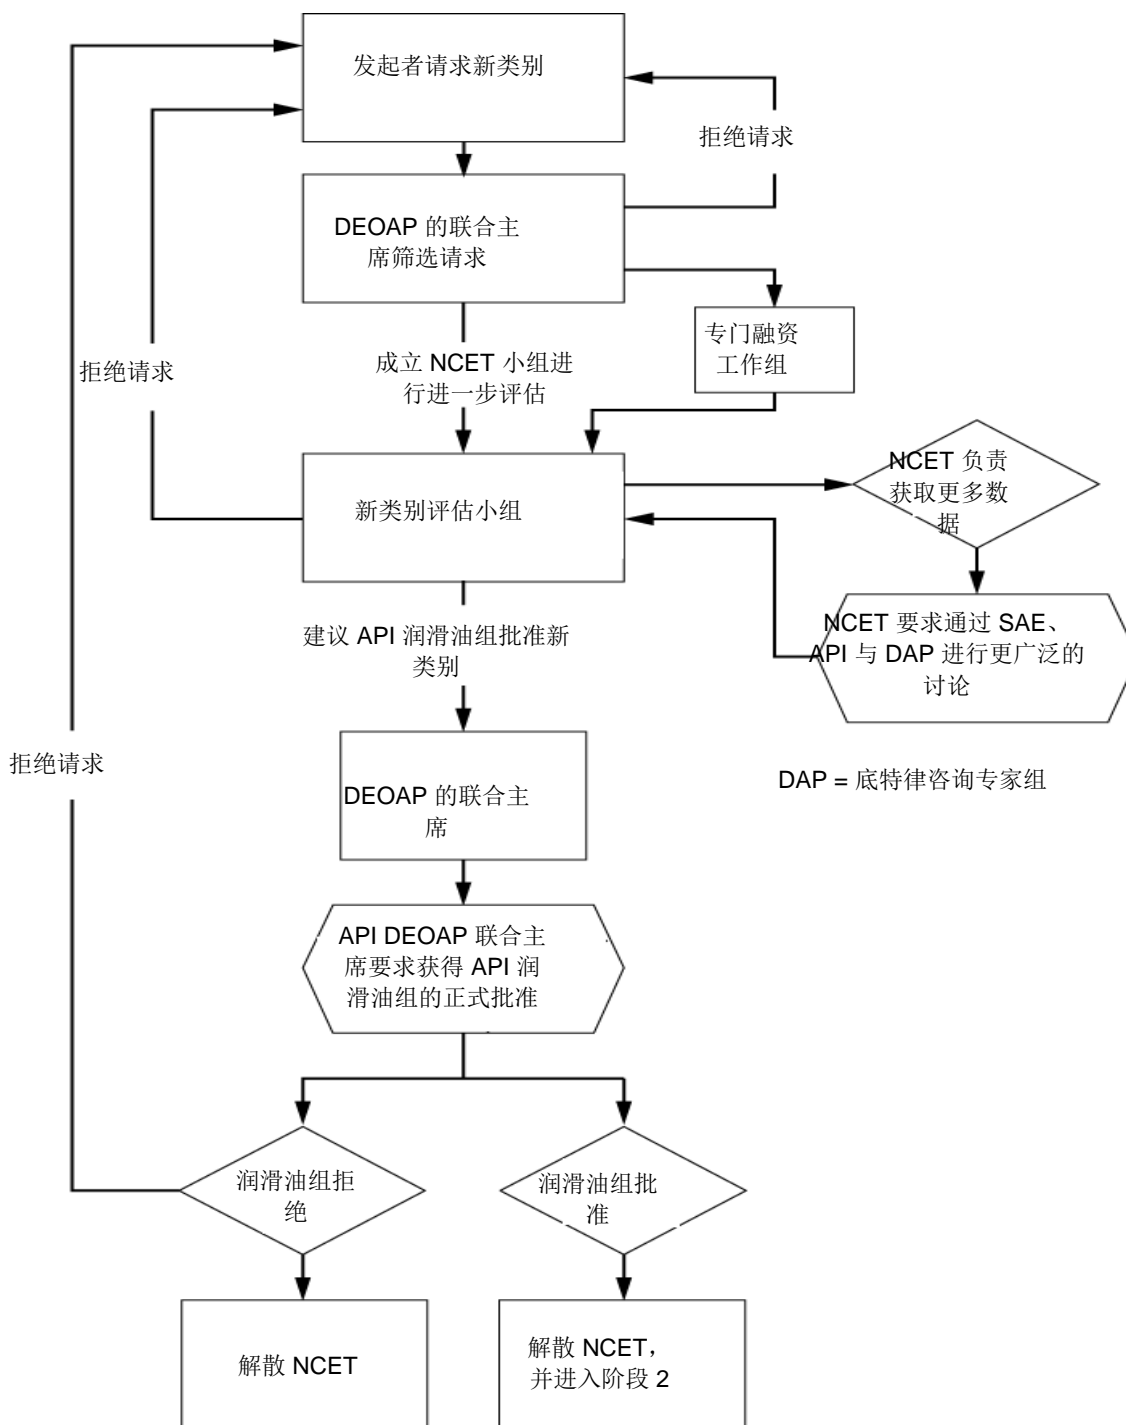 发起者请求新类别
拒绝请求
DEOAP 的联合主
席筛选请求
专门融资
工作组
拒绝请求
成立 NCET 小组进
行进一步评估
NCET 负责
获取更多数
据
新类别评估小组
NCET 要求通过 SAE、
API 与 DAP 进行更广泛的
讨论
建议 API 润滑油组批准新
类别
拒绝请求
DAP = 底特律咨询专家组
DEOAP 的联合主
席
API DEOAP 联合主
席要求获得 API 润
滑油组的正式批准
润滑油组拒
绝
润滑油组批
准
解散 NCET
解散 NCET，
并进入阶段 2